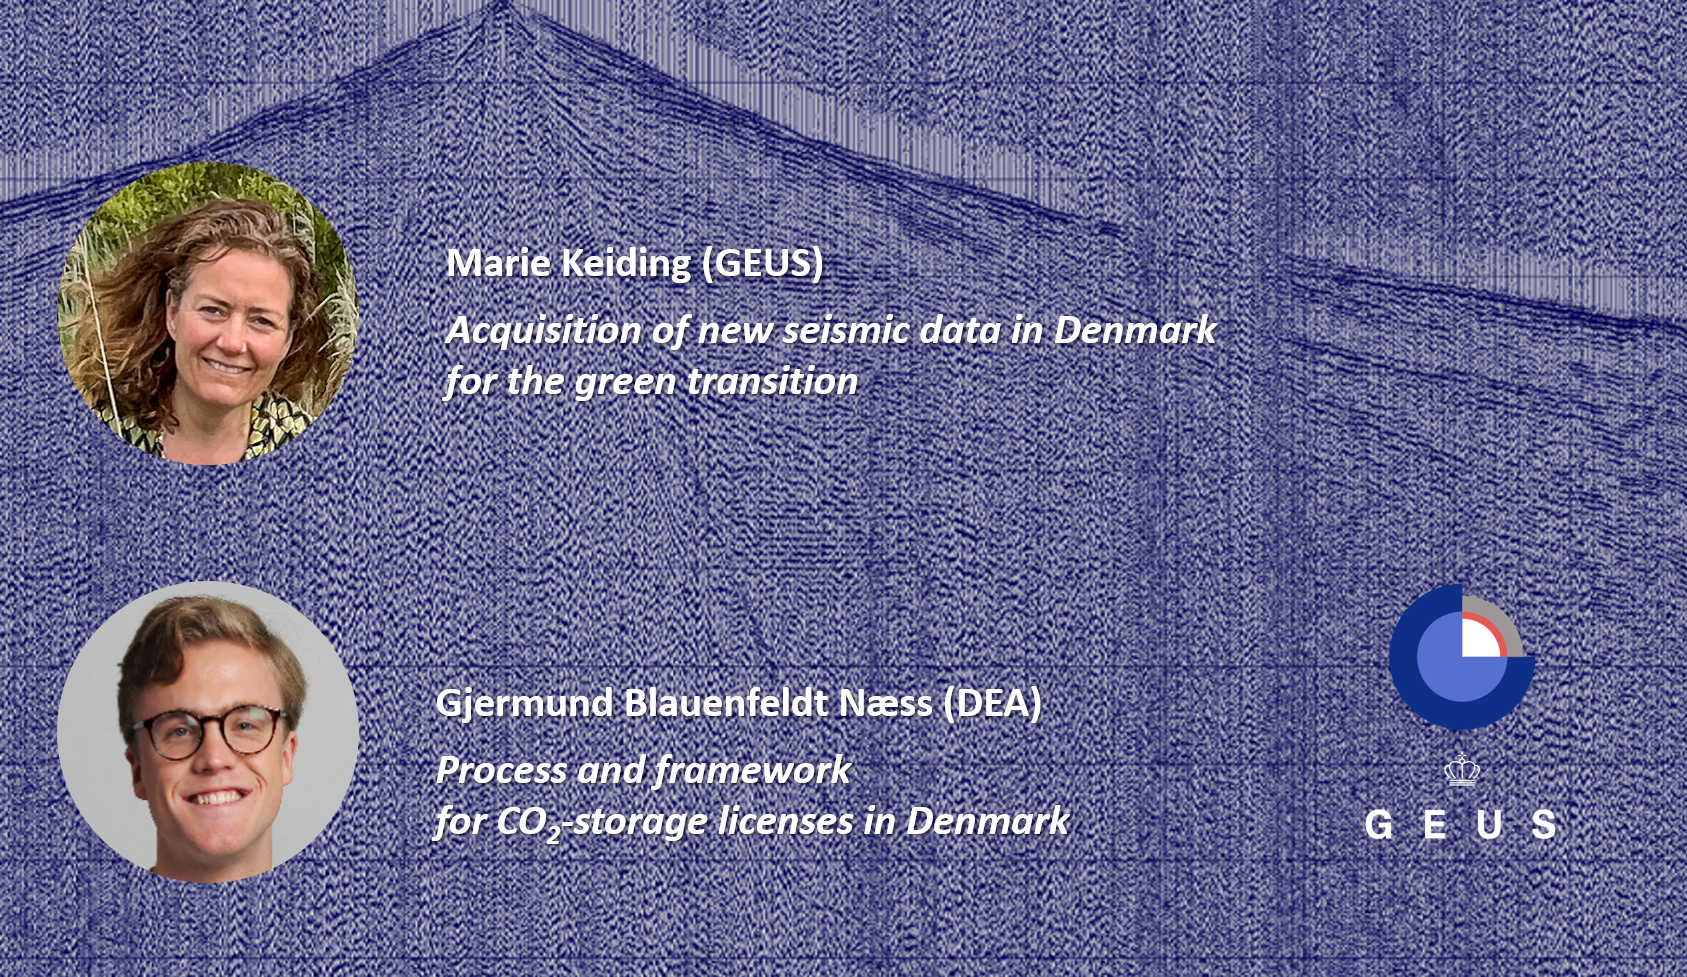 Marie Keiding (GEUS)
Acquisition of new seismic data in Denmark
for the green transition
Gjermund Blauenfeldt Næss (DEA)
Process and framework
for CO₂-storage licenses in Denmark
GEUS